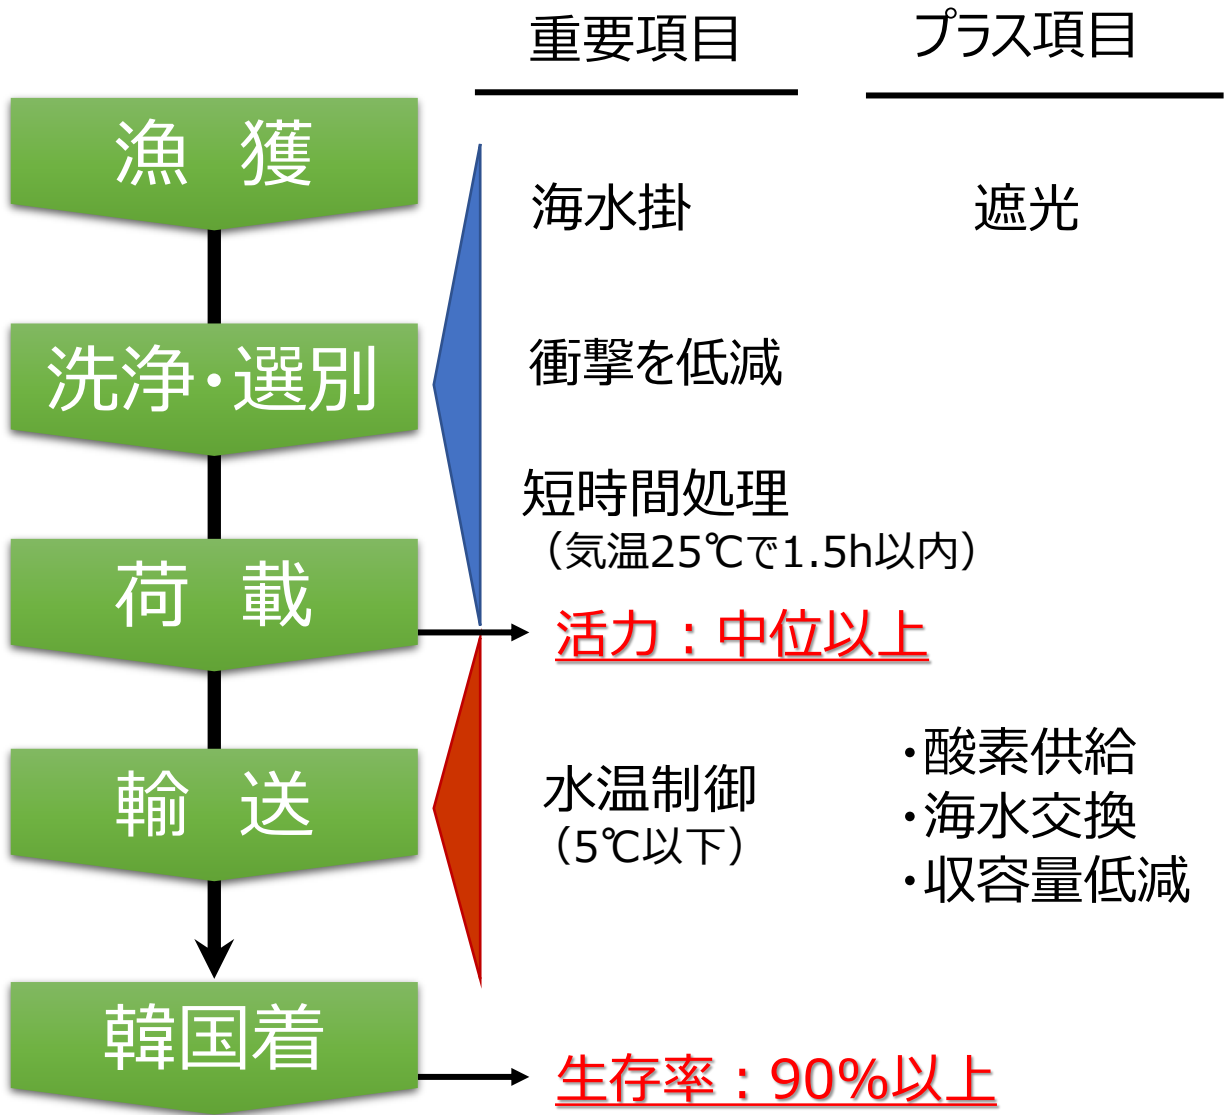 重要項目
プラス項目
漁　獲
海水掛
遮光
洗浄・選別
衝撃を低減
短時間処理
（気温25℃で1.5h以内）
荷　載
活力：中位以上
輸　送
水温制御
（5℃以下）
・酸素供給
・海水交換
・収容量低減
韓国着
生存率：90%以上